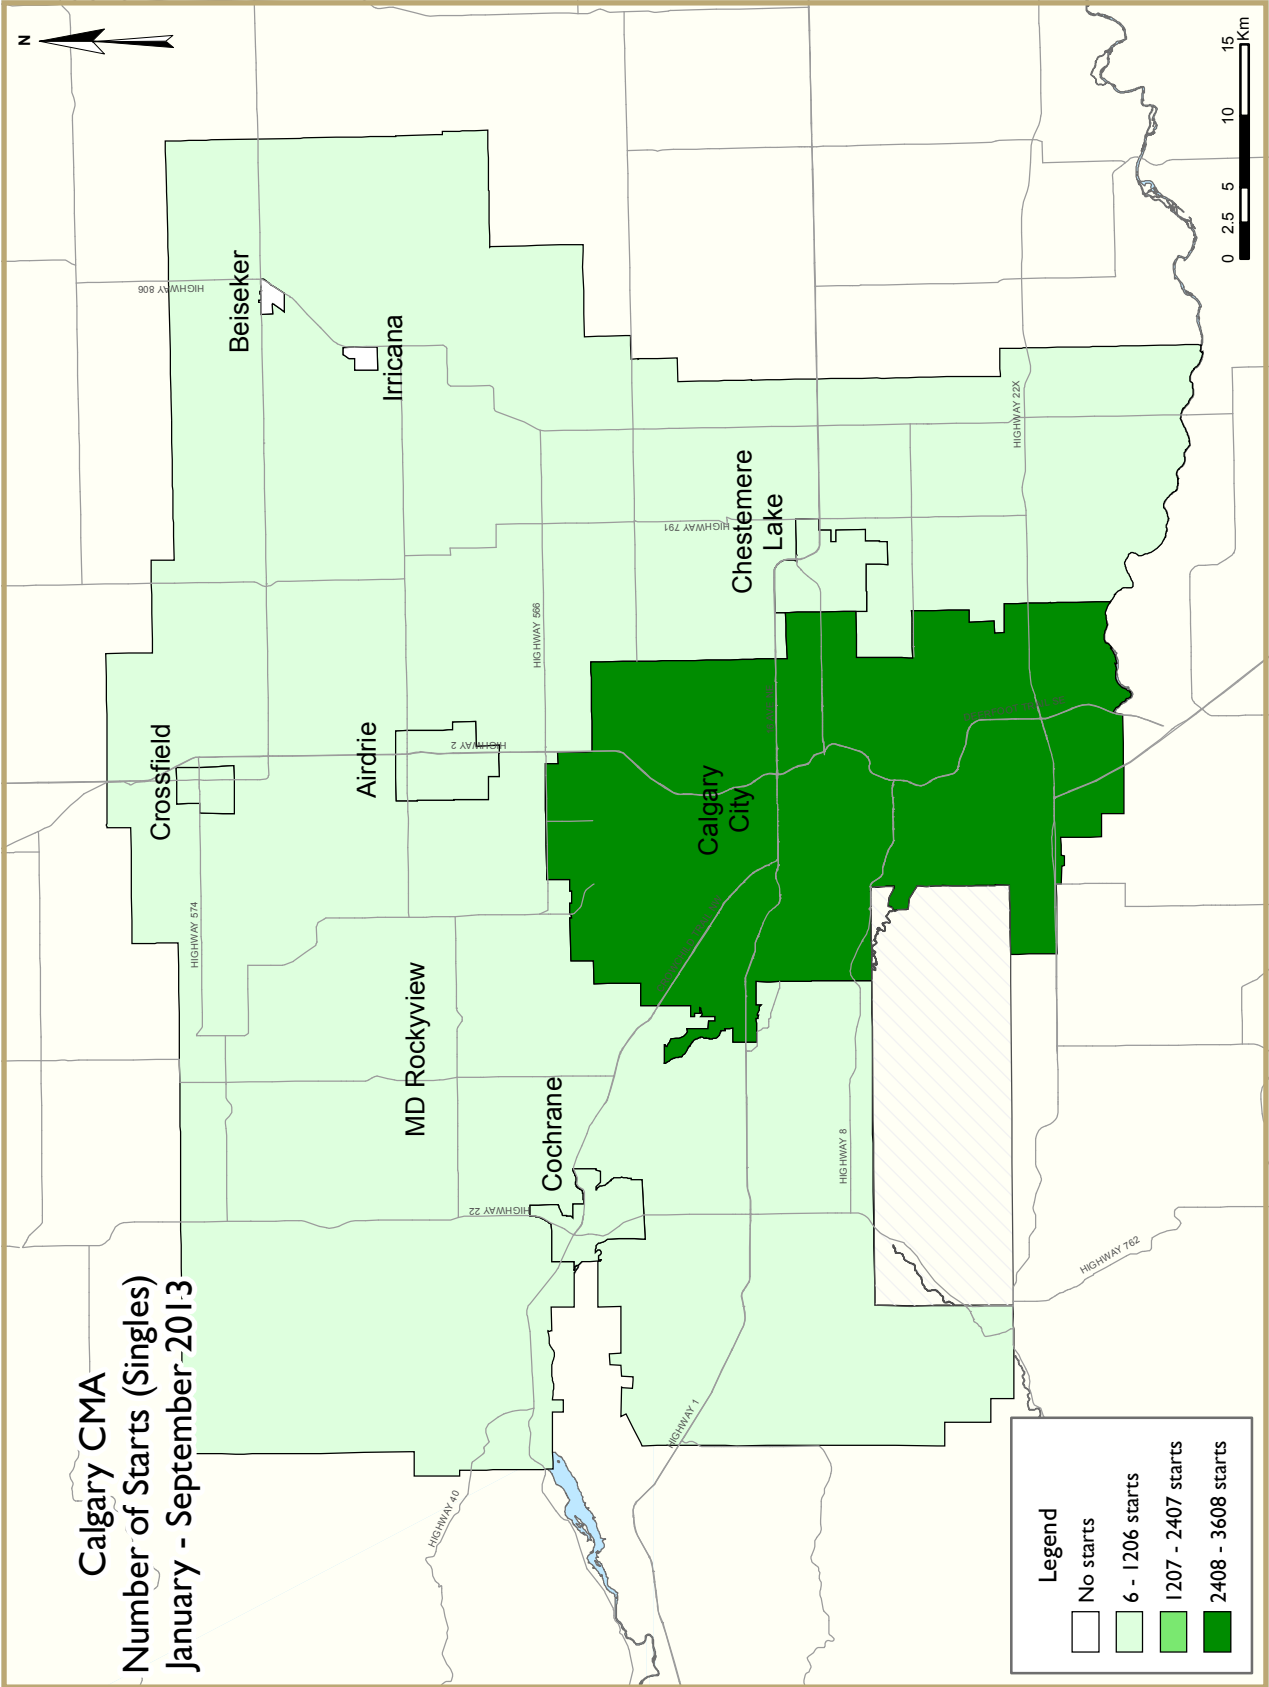 Calgary CMA
Number of Starts (Singles)
January - September 2013
N
Crossfield
Beiseker
Irricana
Airdrie
MD Rockyview
Cochrane
Calgary
City
Chestemere
Lake
HIGHWAY 806
HIGHWAY 574
HIGHWAY 2
HIGHWAY 566
HIGHWAY 22
HIGHWAY 791
HIGHWAY 40
HIGHWAY 1
HIGHWAY 8
HIGHWAY 22X
HIGHWAY 762
Legend
No starts
6 - 1206 starts
1207 - 2407 starts
2408 - 3608 starts
0 2.5 5 10 15
Km